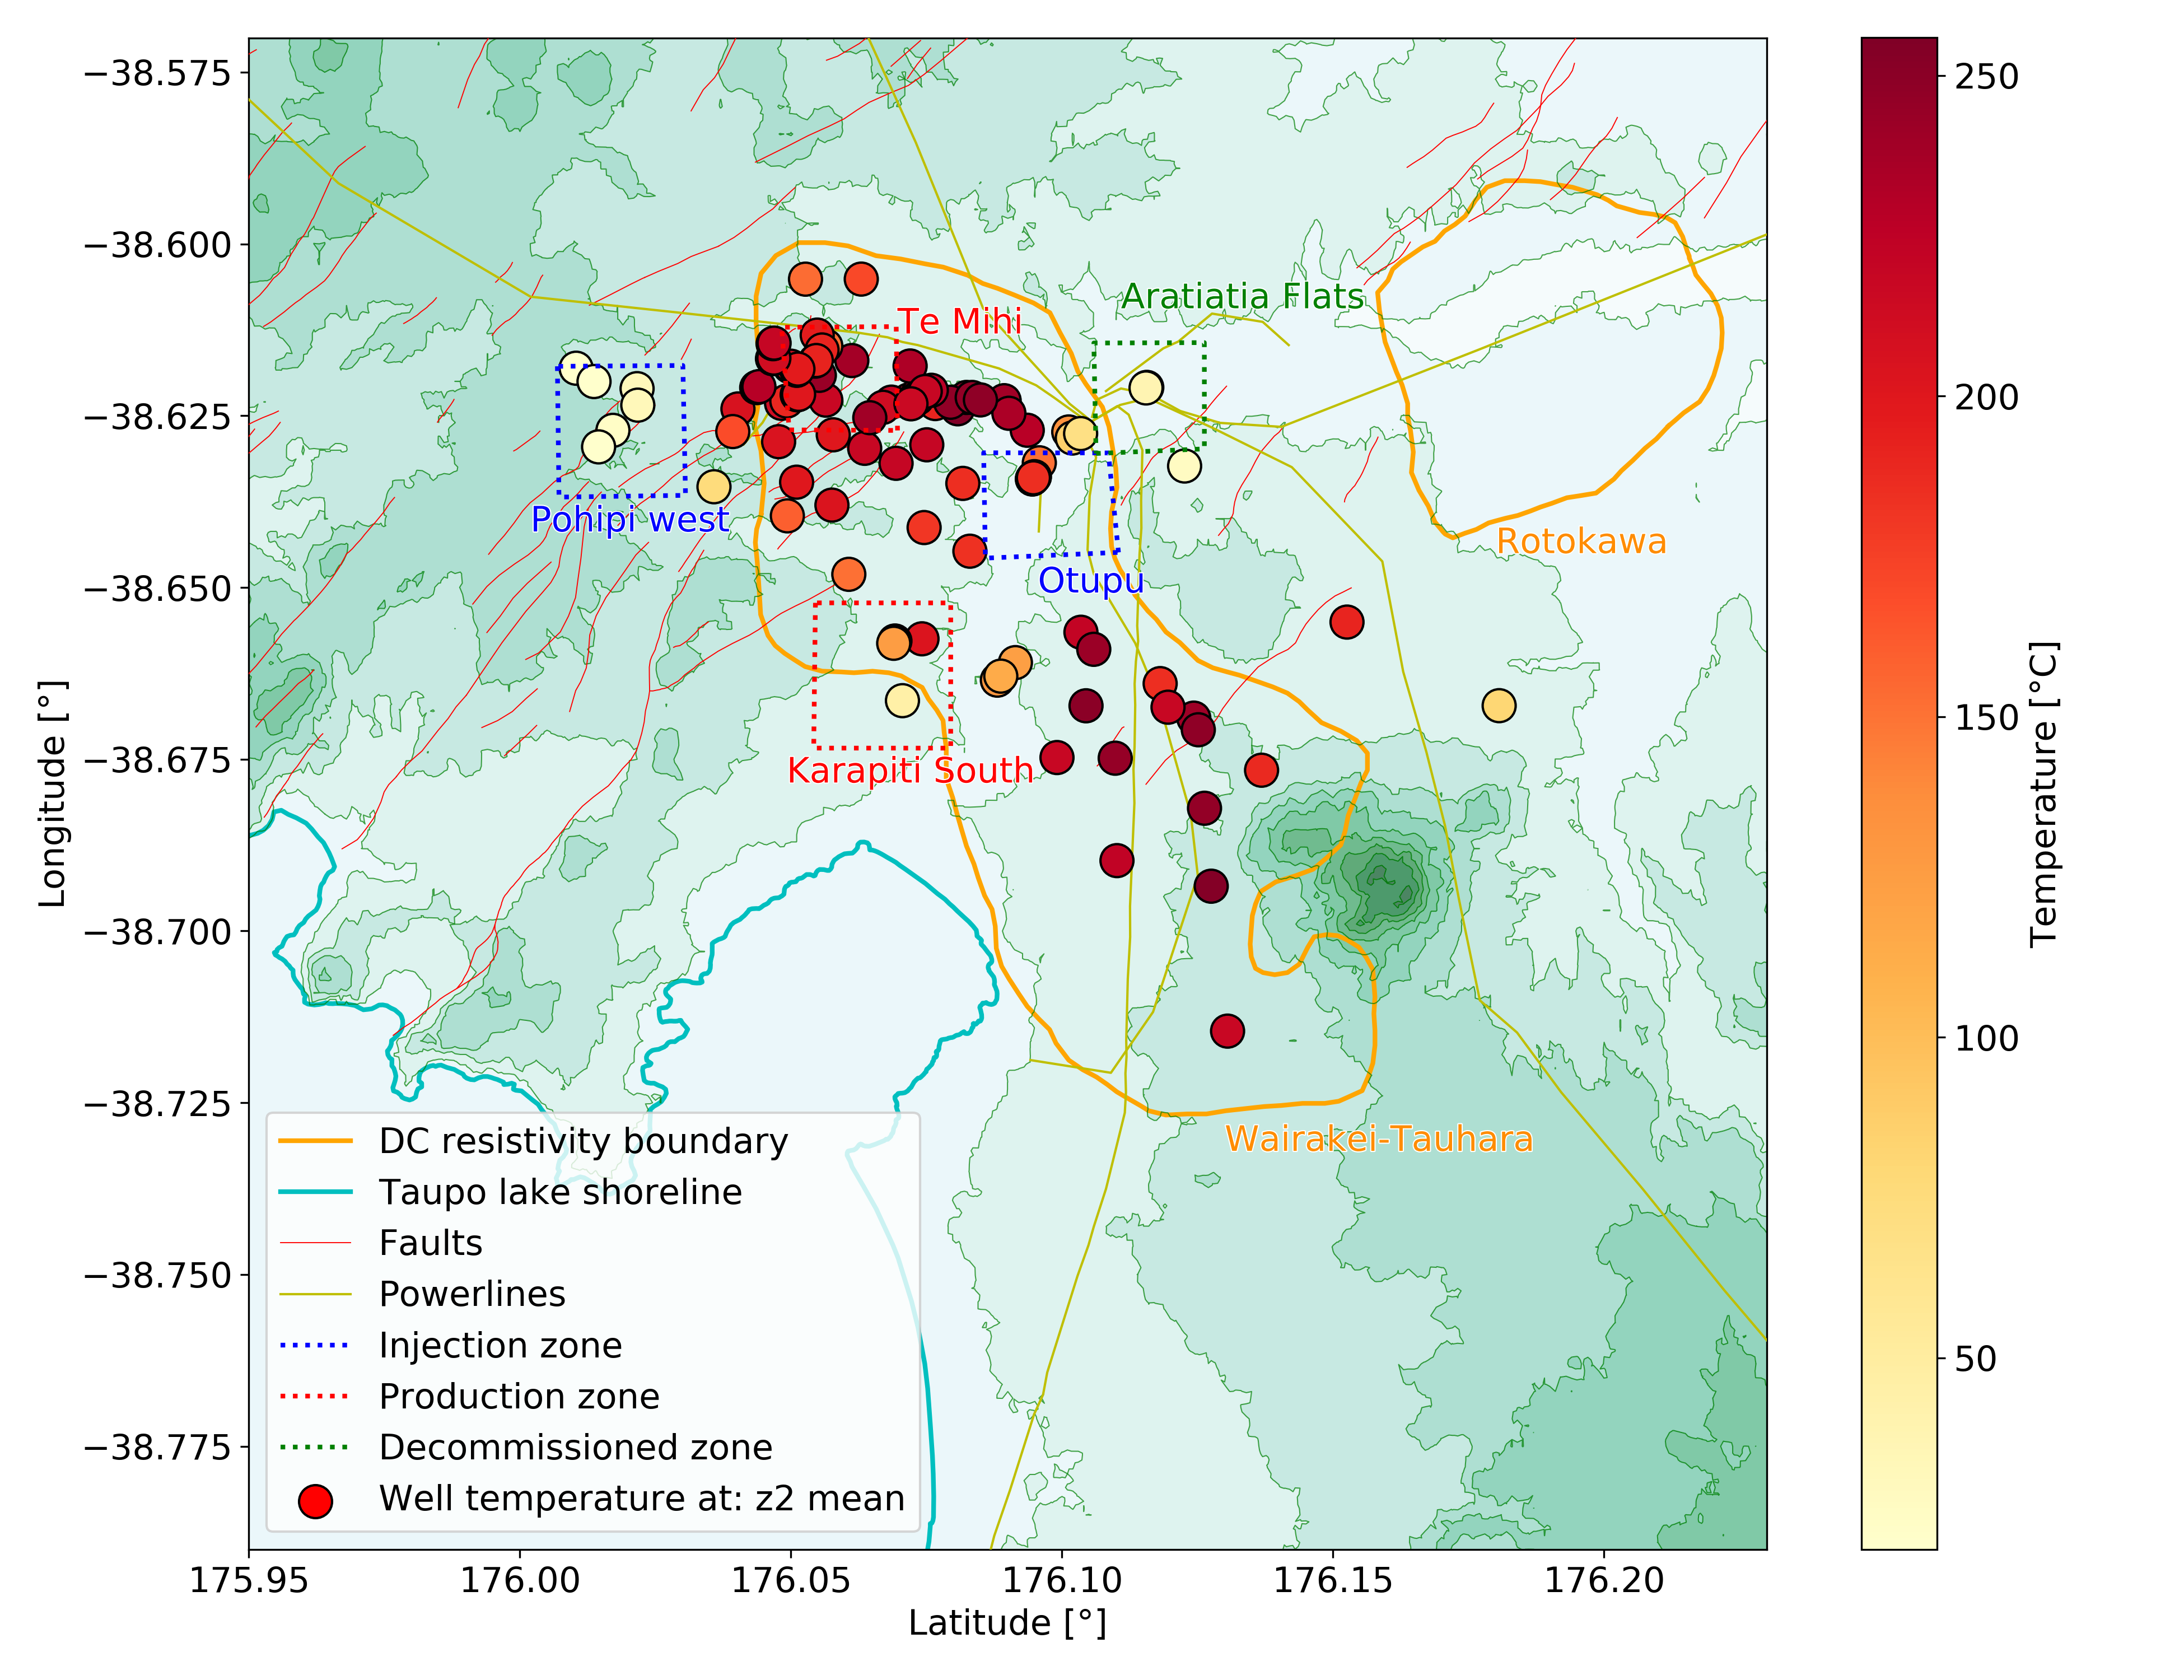 −38.575
−38.600
−38.625
−38.650
−38.675
−38.700
−38.725
−38.750
−38.775
Longitude [°]
175.95
176.00
176.05
176.10
176.15
176.20
Latitude [°]
Te Mihi
Aratiatia Flats
Pohipi west
Otupu
Rotokawa
Karapiti South
Wairakei-Tauhara
DC resistivity boundary
Taupo lake shoreline
Faults
Powerlines
Injection zone
Production zone
Decommissioned zone
Well temperature at: z2 mean
250
200
150
100
50
Temperature [°C]